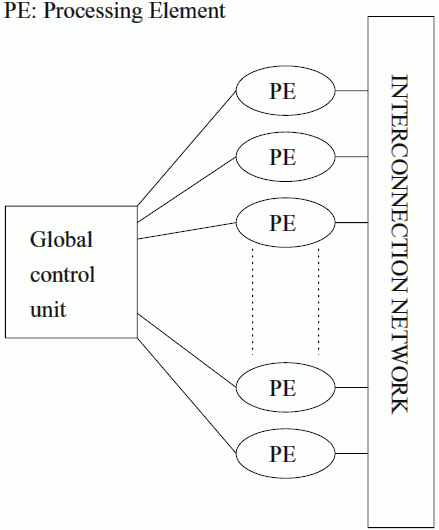 PE: Processing Element
PE
PE
PE
Global
control
unit
PE
PE
INTERCONNECTION NETWORK